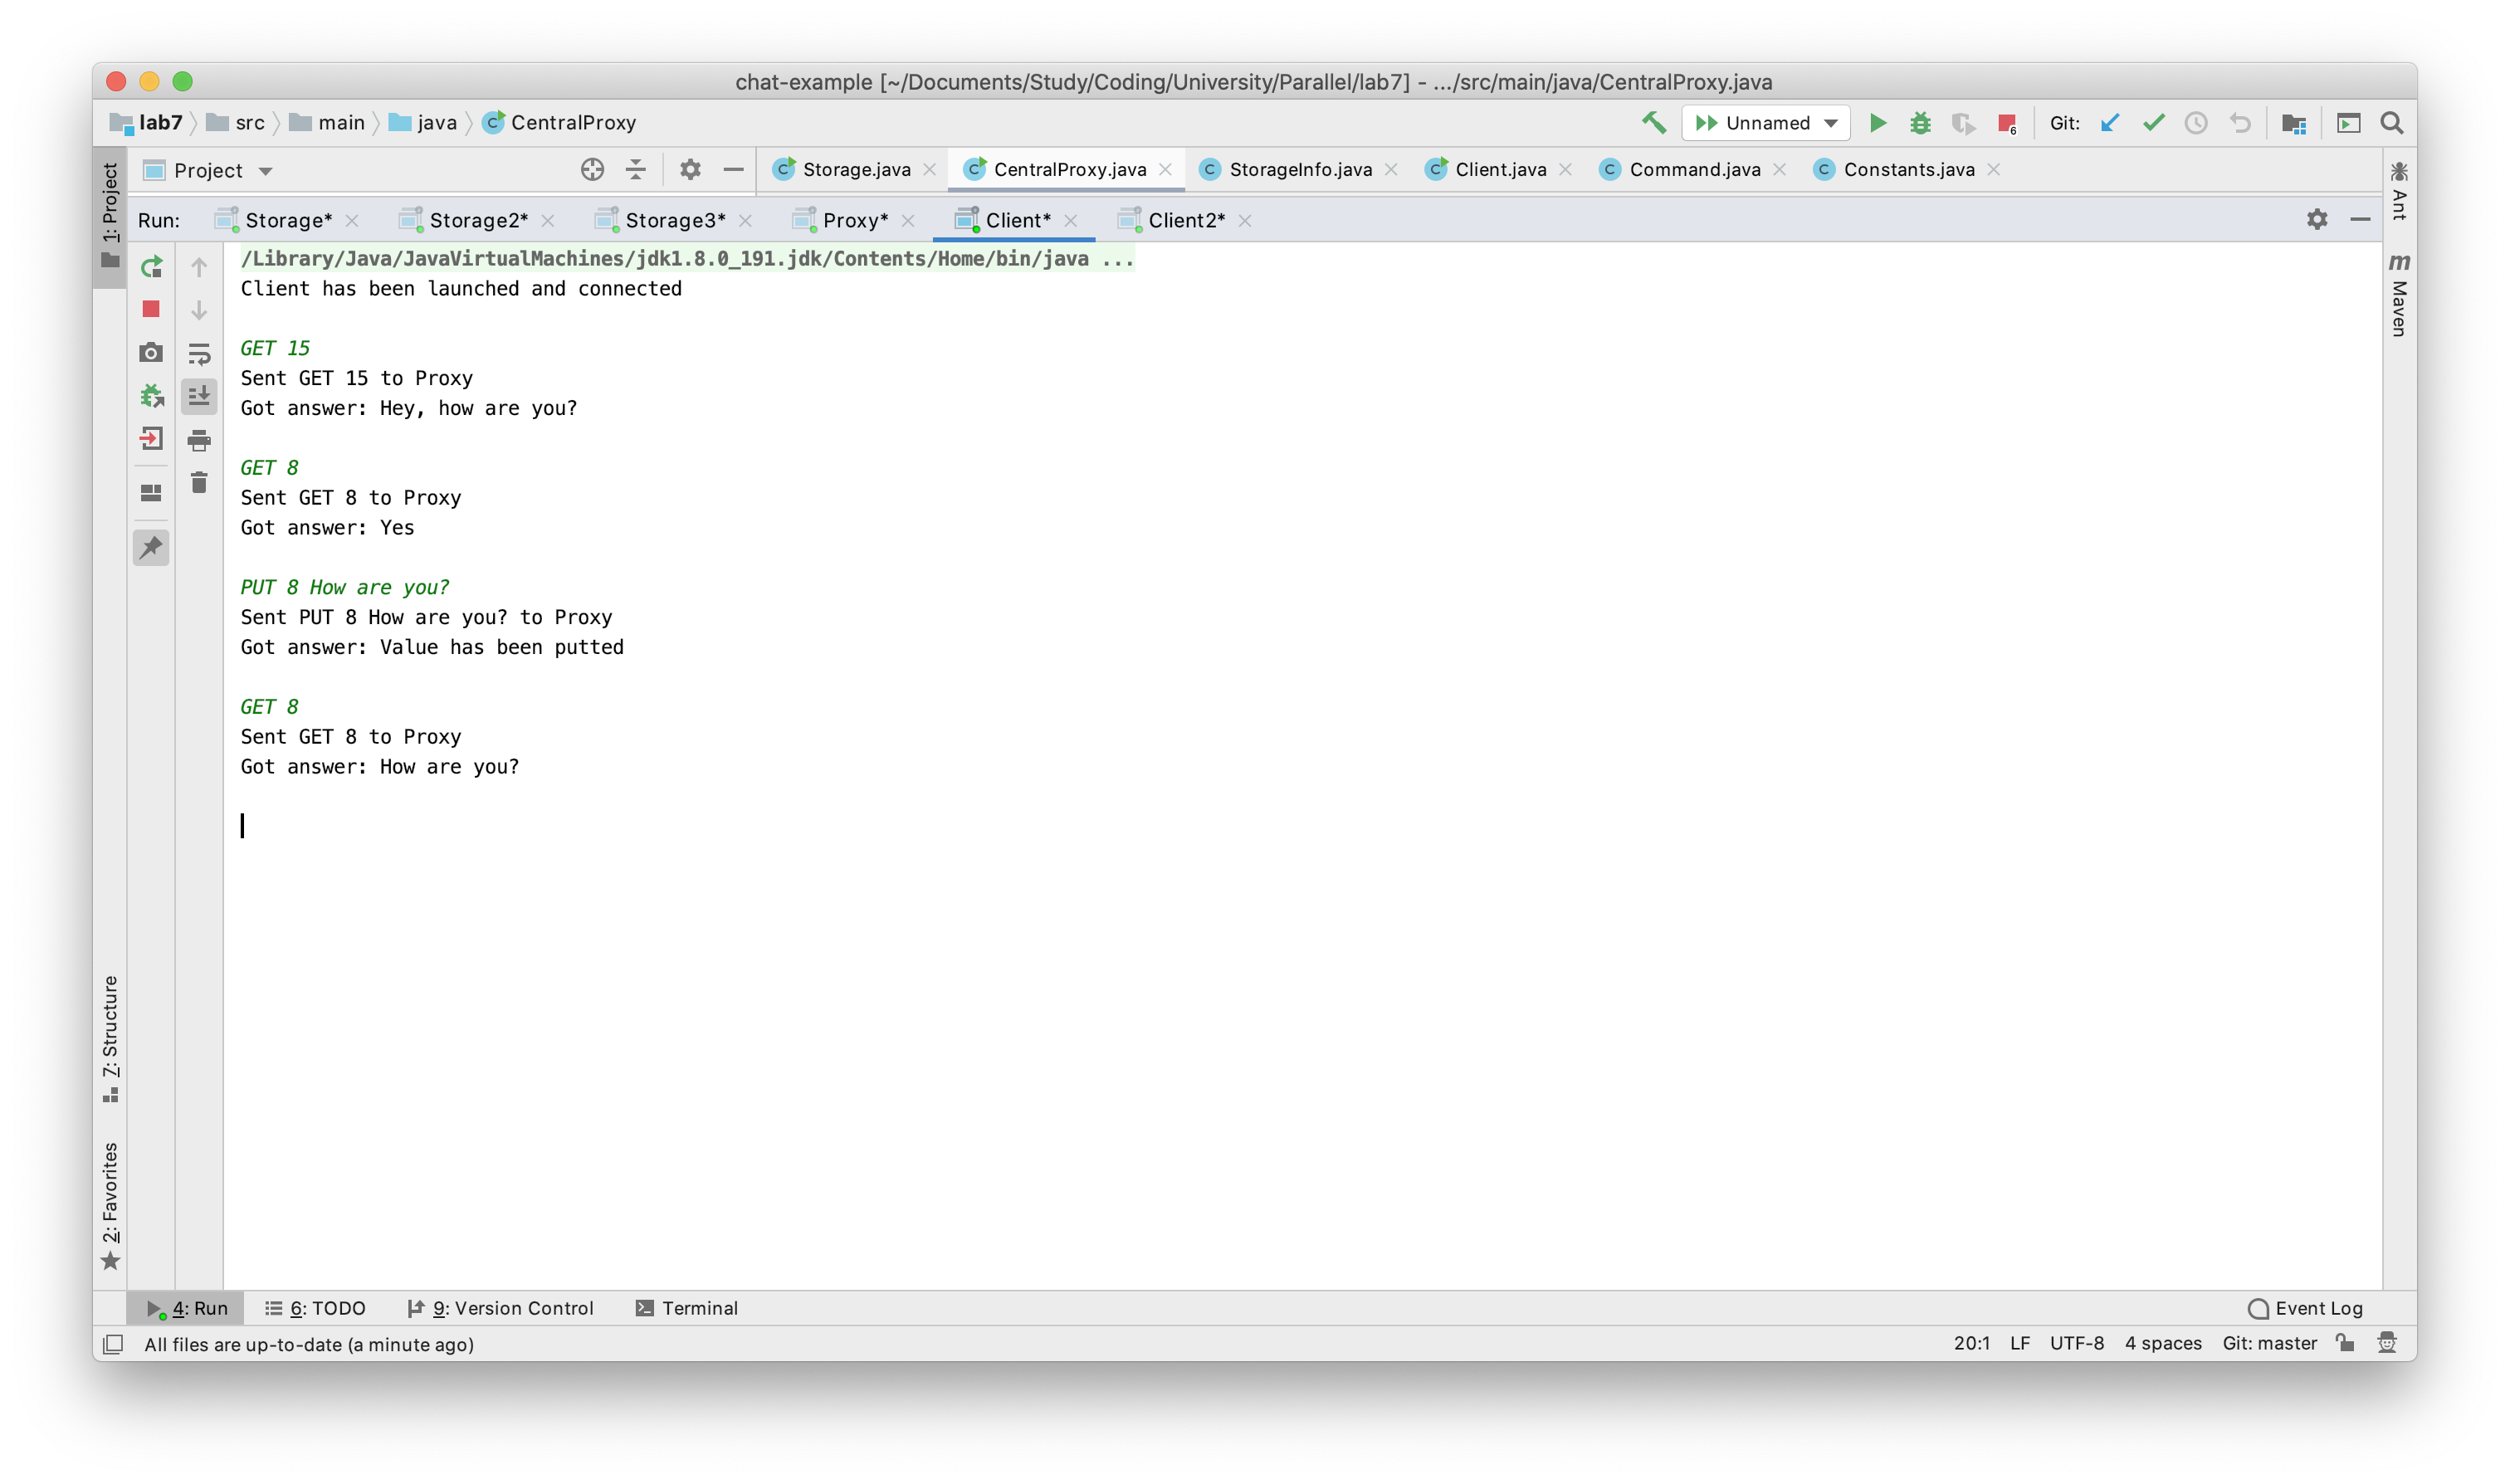 chat-example [~/Documents/Study/Coding/University/Parallel/lab7] - .../src/main/java/CentralProxy.java
lab7 src main java CentralProxy Unnamed 6 Git:
Project Storage.java CentralProxy.java StorageInfo.java Client.java Command.java Constants.java
Run: Storage* Storage2* Storage3* Proxy* Client* Client2*
1: Project
7: Structure
2: Favorites
/Library/Java/JavaVirtualMachines/jdk1.8.0_191.jdk/Contents/Home/bin/java ...
Client has been launched and connected
GET 15
Sent GET 15 to Proxy
Got answer: Hey, how are you?
GET 8
Sent GET 8 to Proxy
Got answer: Yes
PUT 8 How are you?
Sent PUT 8 How are you? to Proxy
Got answer: Value has been putted
GET 8
Sent GET 8 to Proxy
Got answer: How are you?
Ant
m Maven
4: Run 6: TODO 9: Version Control Terminal Event Log
All files are up-to-date (a minute ago) 20:1 LF UTF-8 4 spaces Git: master